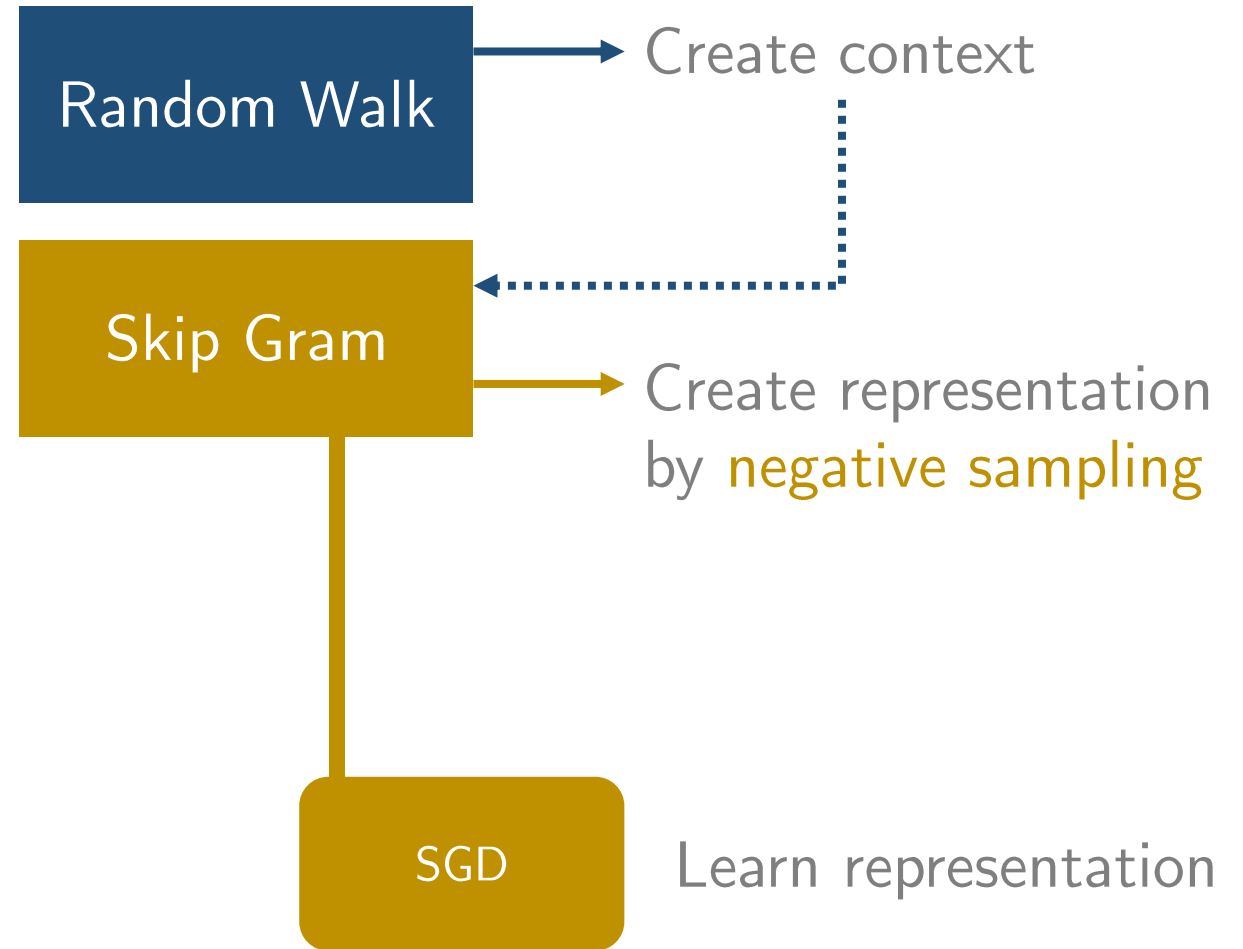 Random Walk
Create context
Skip Gram
Create representation
by negative sampling
SGD
Learn representation